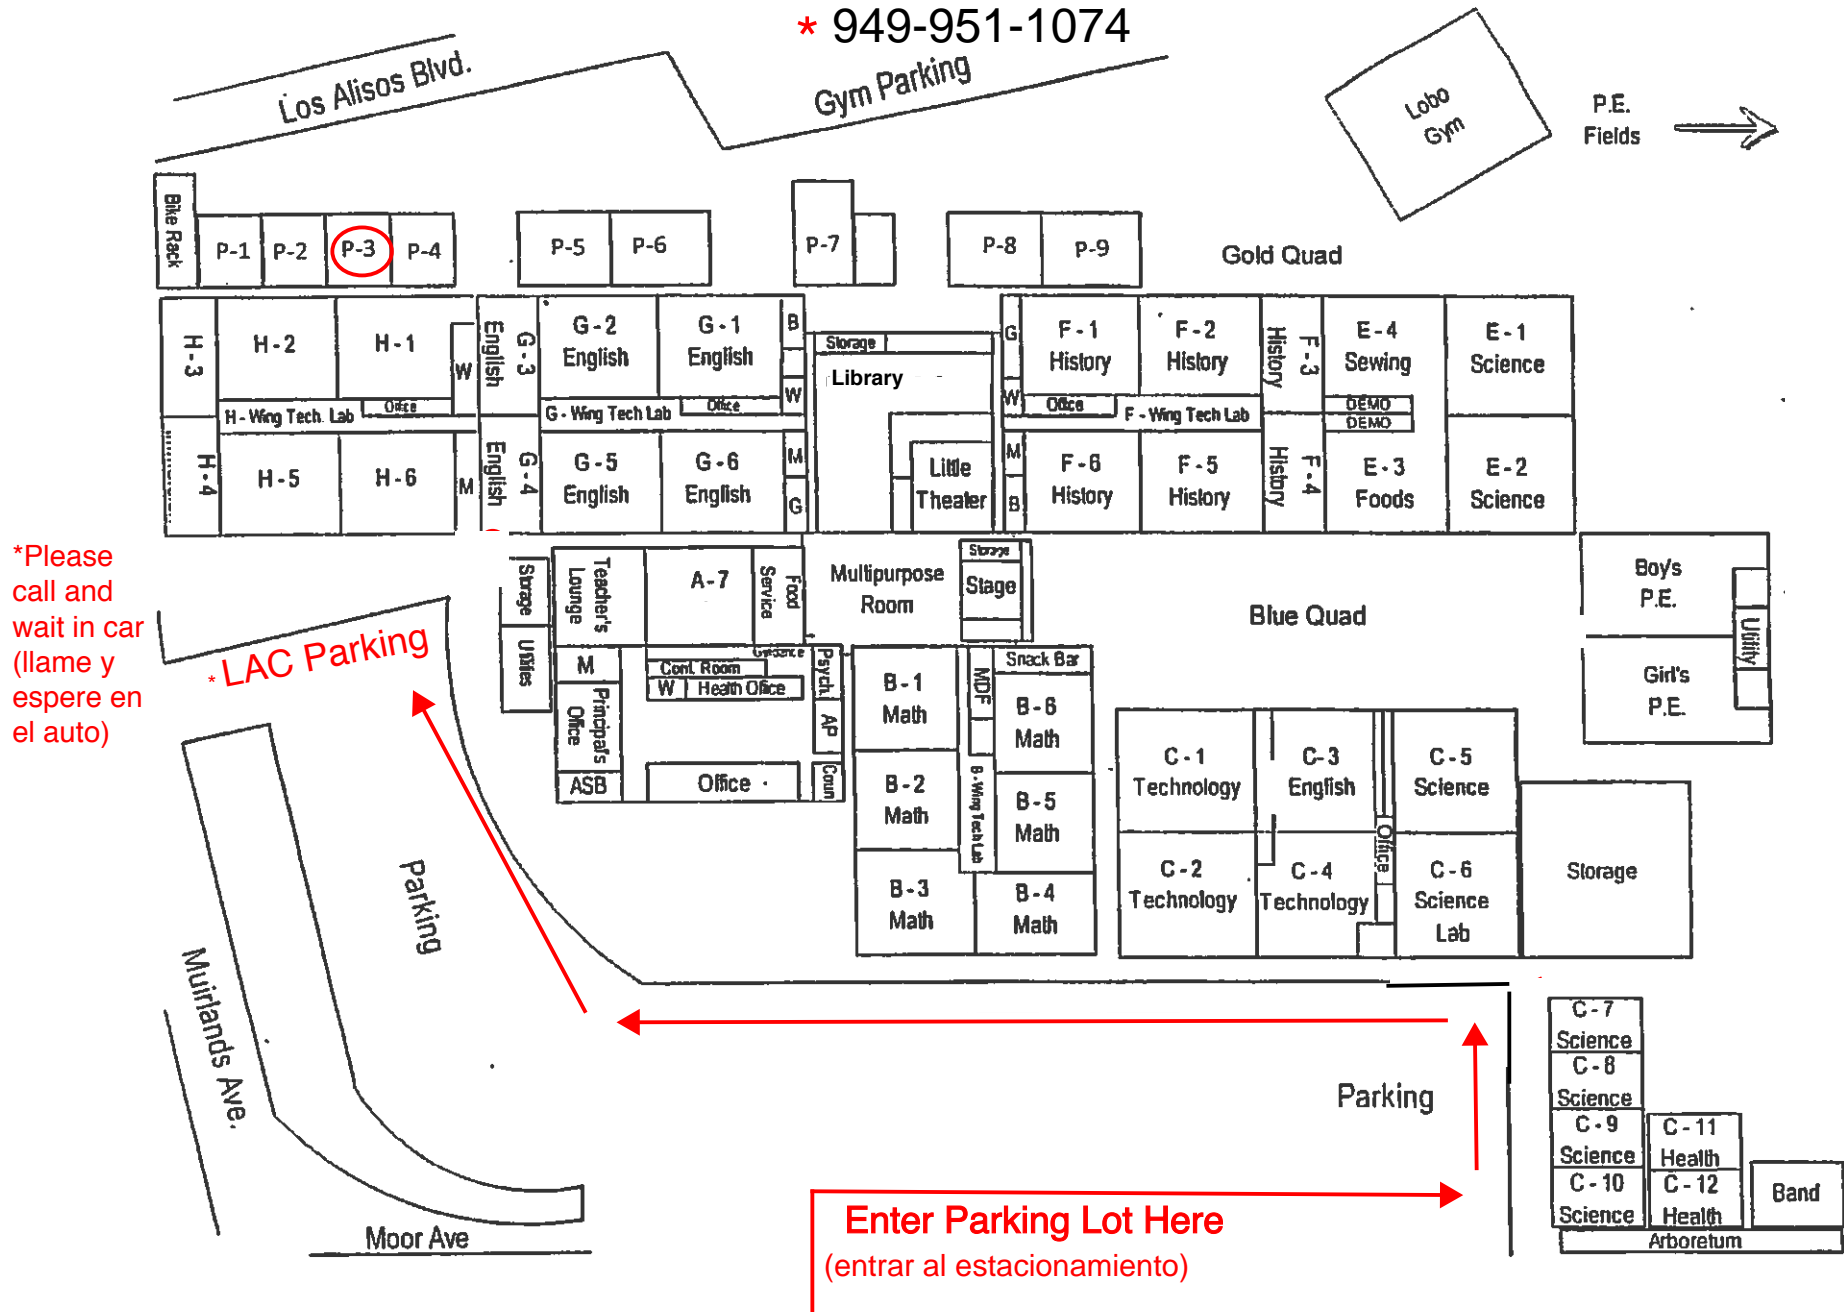 * 949-951-1074
Los Alisos Blvd.
Gym Parking
Lobo
Gym
P.E.
Fields
Bike Rack
P-1
P-2
P-3
P-4
P-5
P-6
P-7
P-8
P-9
Gold Quad
H-3
H-2
H-1
W
English
G-3
G-2
English
G-1
English
B
W
Storage
Library
G
W
F-1
History
F-2
History
History
F-3
E-4
Sewing
E-1
Science
H-Wing Tech. Lab
Office
G-Wing Tech Lab
Office
Office
F-Wing Tech Lab
DEMO
DEMO
H-4
H-5
H-6
M
English
G-4
G-5
English
G-6
English
M
G
Little
Theater
M
B
F-6
History
F-5
History
History
F-4
E-3
Foods
E-2
Science
*Please
call and
wait in car
(llame y
espere en
el auto)
* LAC Parking
Storage
Utilities
Teacher's
Lounge
A-7
Food
Service
Multipurpose
Room
Storage
Stage
Blue Quad
Boy's
P.E.
Girl's
P.E.
Utility
M
Principal's
Office
ASB
Conf. Room
W
Health Office
Guidance
Psych.
AP
Coun
Office
B-1
Math
B-2
Math
B-3
Math
MDF
B-Wing Tech Lab
Snack Bar
B-6
Math
B-5
Math
B-4
Math
C-1
Technology
C-3
English
C-5
Science
C-2
Technology
C-4
Technology
Office
C-6
Science
Lab
Storage
Parking
Muirlands Ave.
Moor Ave
Parking
Enter Parking Lot Here
(entrar al estacionamiento)
C-7
Science
C-8
Science
C-9
Science
C-10
Science
C-11
Health
C-12
Health
Band
Arboretum